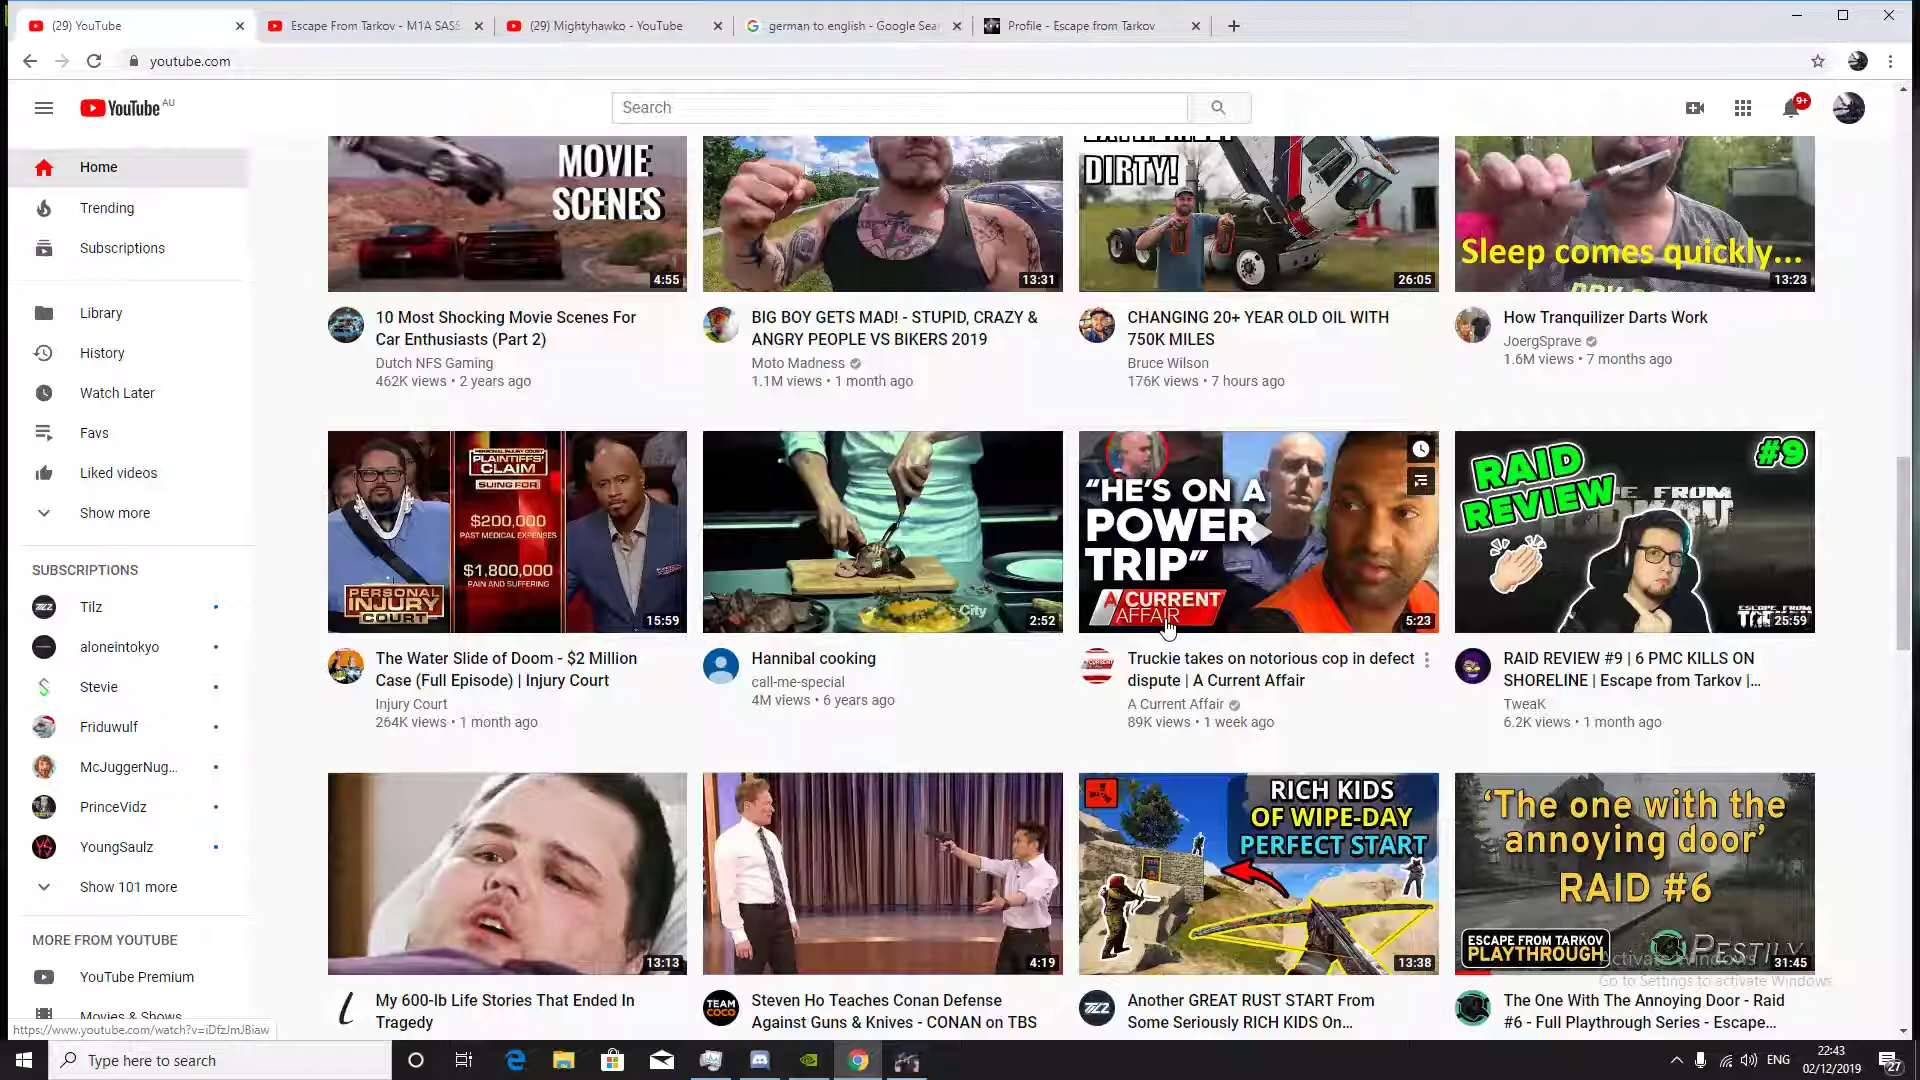 (29) YouTube
Escape From Tarkov - M1A SASS
(29) Mightyhawko - YouTube
german to english - Google Sea
Profile - Escape from Tarkov
youtube.com
YouTube AU
Search
9+
Home
Trending
Subscriptions
Library
History
Watch Later
Favs
Liked videos
Show more
SUBSCRIPTIONS
Tilz
aloneintokyo
Stevie
Friduwulf
McJuggerNug...
PrinceVidz
YoungSaulz
Show 101 more
MORE FROM YOUTUBE
YouTube Premium
Movies & Shows
https://www.youtube.com/watch?v=iDfzJmJBiaw
MOVIE
SCENES
4:55
10 Most Shocking Movie Scenes For
Car Enthusiasts (Part 2)
Dutch NFS Gaming
462K views • 2 years ago
13:31
BIG BOY GETS MAD! - STUPID, CRAZY &
ANGRY PEOPLE VS BIKERS 2019
Moto Madness
1.1M views • 1 month ago
DIRTY!
26:05
CHANGING 20+ YEAR OLD OIL WITH
750K MILES
Bruce Wilson
176K views • 7 hours ago
Sleep comes quickly...
13:23
How Tranquilizer Darts Work
JoergSprave
1.6M views • 7 months ago
PLAINTIFFS'
CLAIM
SUING FOR
$200,000
PAST MEDICAL EXPENSES
$1,800,000
PAIN AND SUFFERING
PERSONAL
INJURY
COURT
15:59
The Water Slide of Doom - $2 Million
Case (Full Episode) | Injury Court
Injury Court
264K views • 1 month ago
City
2:52
Hannibal cooking
call-me-special
4M views • 6 years ago
“HE'S ON A
POWER
TRIP”
A CURRENT
AFFAIR
5:23
Truckie takes on notorious cop in defect
dispute | A Current Affair
A Current Affair
89K views • 1 week ago
#9
RAID
REVIEW
25:59
RAID REVIEW #9 | 6 PMC KILLS ON
SHORELINE | Escape from Tarkov |...
TweaK
6.2K views • 1 month ago
13:13
My 600-lb Life Stories That Ended In
Tragedy
4:19
TEAM
COCO
Steven Ho Teaches Conan Defense
Against Guns & Knives - CONAN on TBS
RICH KIDS
OF WIPE-DAY
PERFECT START
13:38
Another GREAT RUST START From
Some Seriously RICH KIDS On...
‘The one with the
annoying door’
RAID #6
ESCAPE FROM TARKOV
PLAYTHROUGH
PESTILY
31:45
The One With The Annoying Door - Raid
#6 - Full Playthrough Series - Escape...
Activate Windows
Go to Settings to activate Windows.
Type here to search
ENG
22:43
02/12/2019
27